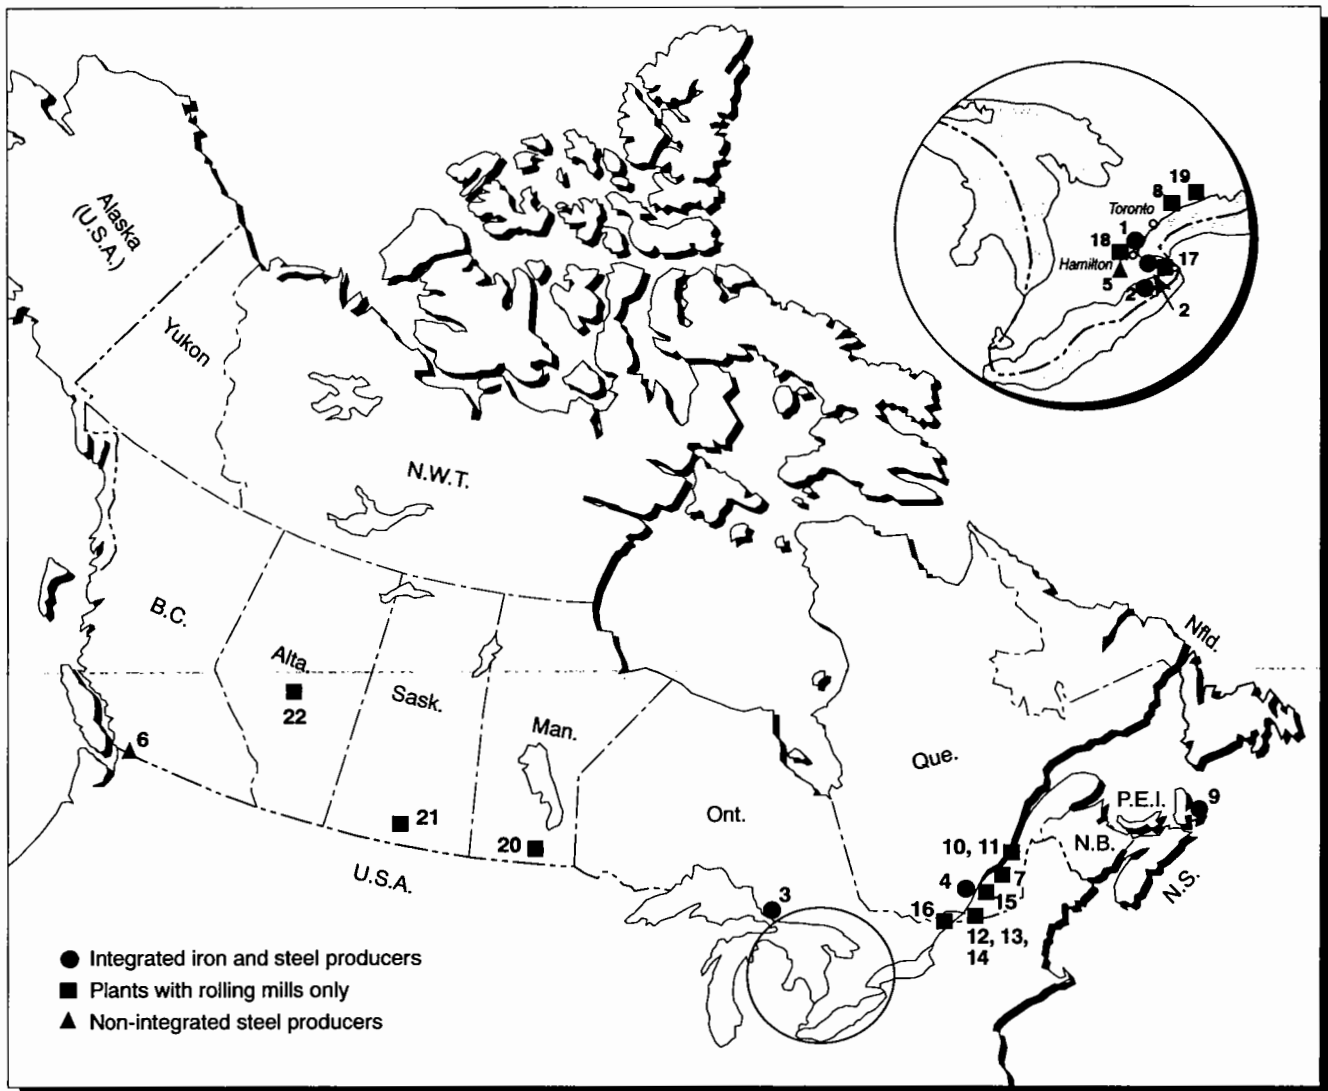 Alaska
(U.S.A.)
Yukon
N.W.T.
B.C.
Alta.
22
Sask.
Man.
6
21
20
U.S.A.
Ont.
Que.
Nfld.
P.E.I.
9
N.B.
N.S.
10, 11
7
4
15
16
12, 13,
14
3
19
8
Toronto
1
18
17
Hamilton
5
2
2
Integrated iron and steel producers
Plants with rolling mills only
Non-integrated steel producers